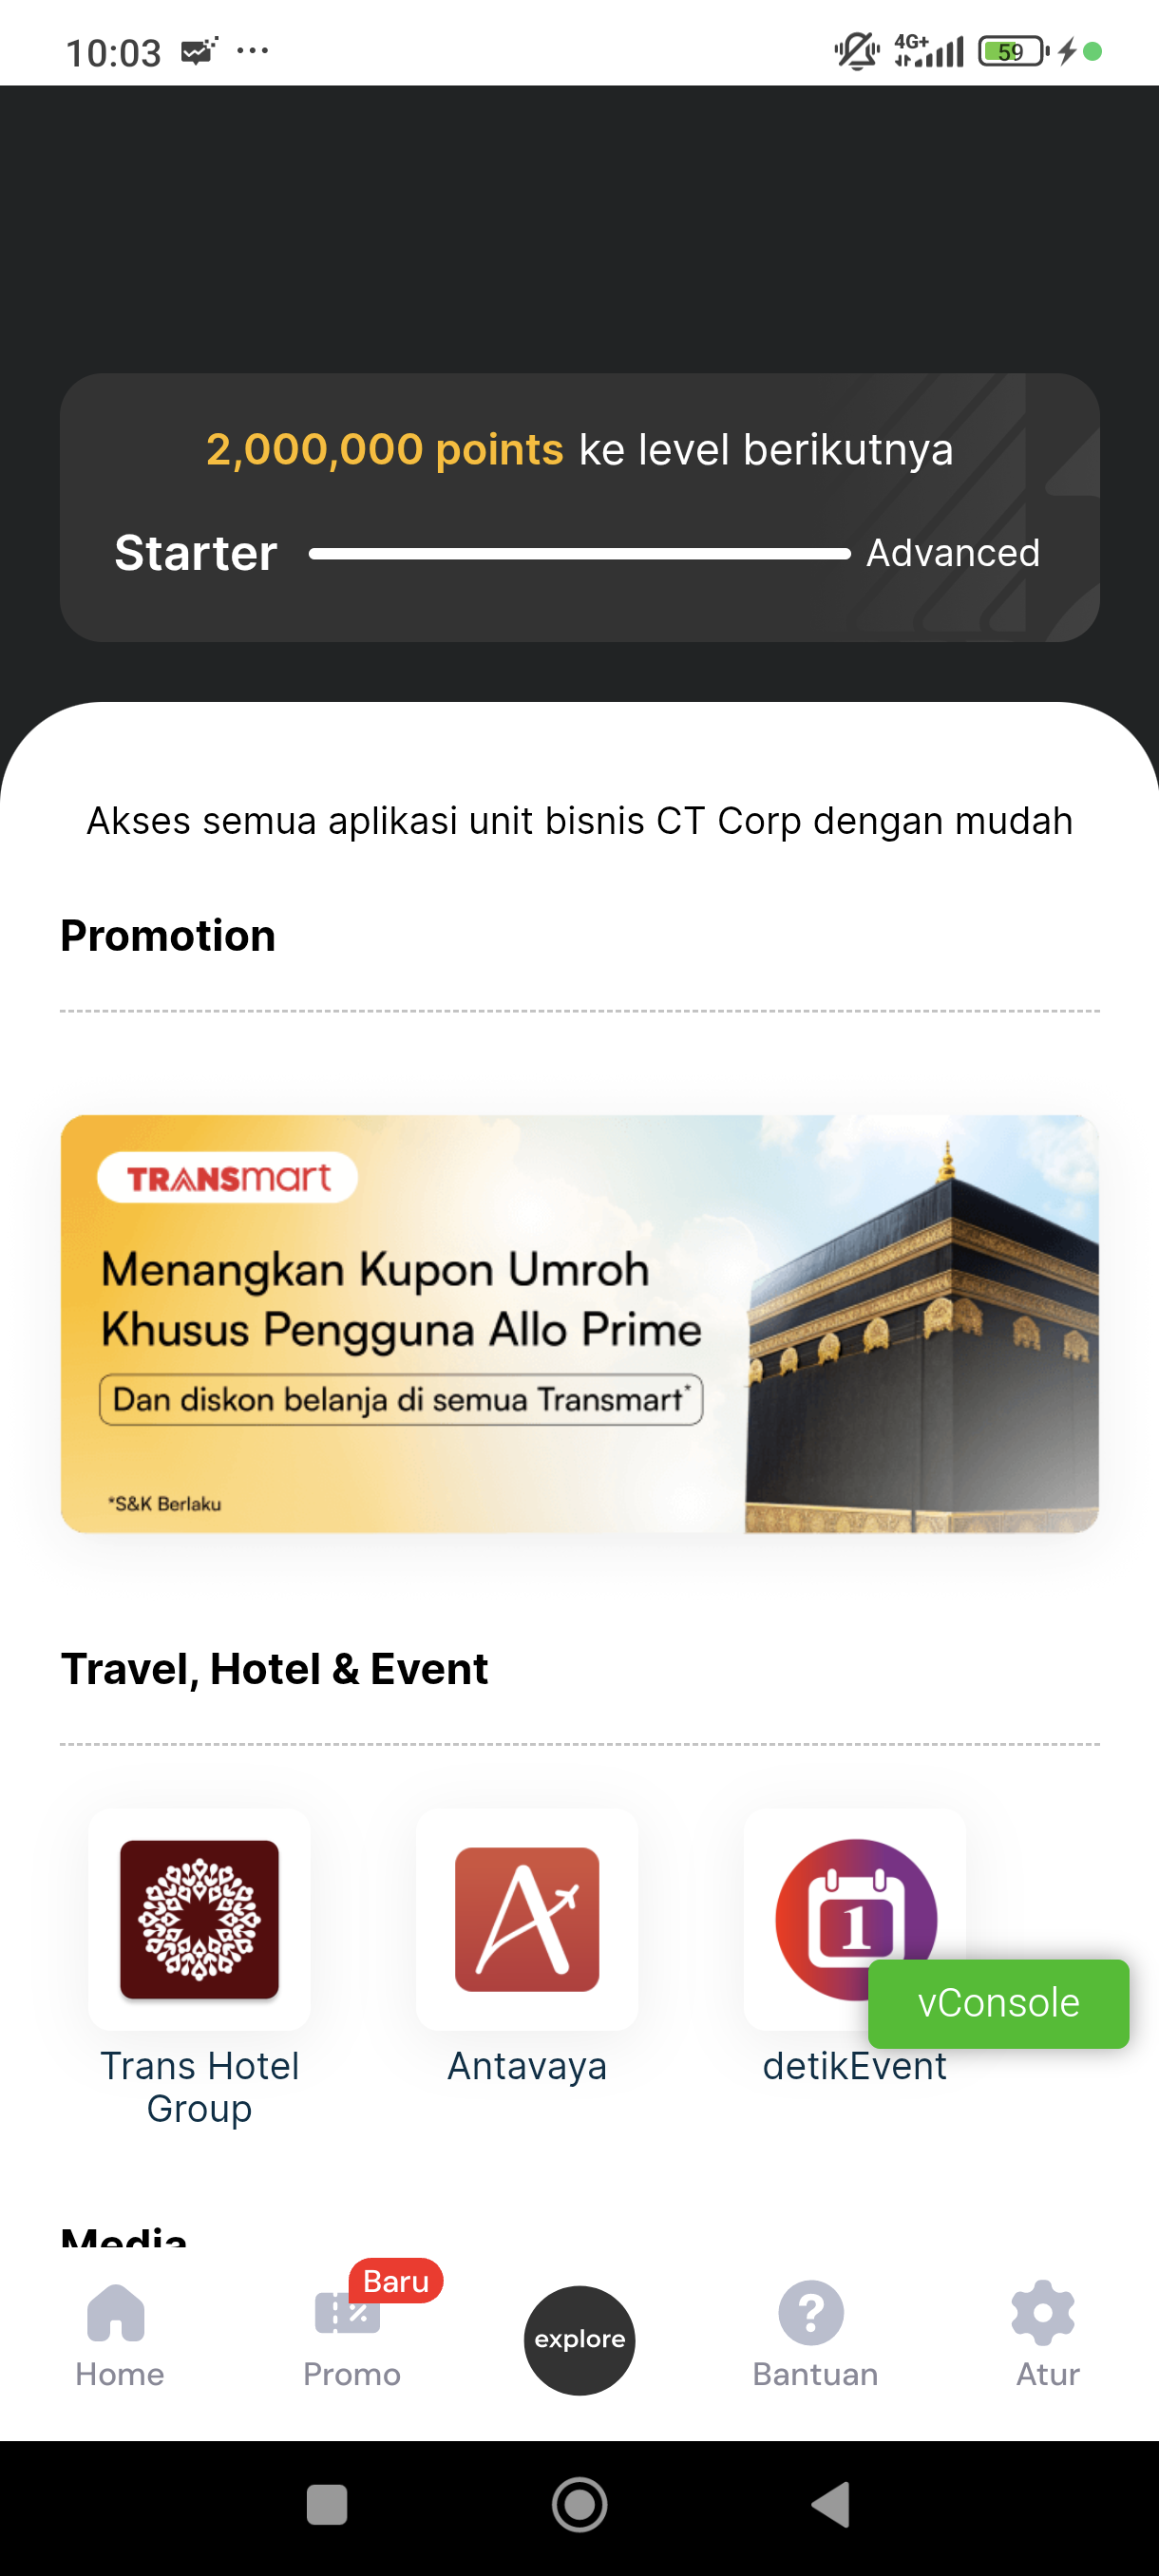 10:03
4G+
59
2,000,000 points ke level berikutnya
Starter
Advanced
Akses semua aplikasi unit bisnis CT Corp dengan mudah
Promotion
TRANSmart
Menangkan Kupon Umroh
Khusus Pengguna Allo Prime
Dan diskon belanja di semua Transmart*
*S&K Berlaku
Travel, Hotel & Event
1
vConsole
Trans Hotel
Group
Antavaya
detikEvent
Media
Baru
explore
Home
Promo
Bantuan
Atur